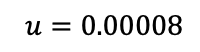 u = 0.00008